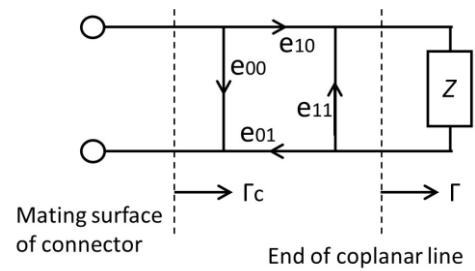 e10
e00
e11
Z
e01
Γc
Γ
Mating surface
of connector
End of coplanar line